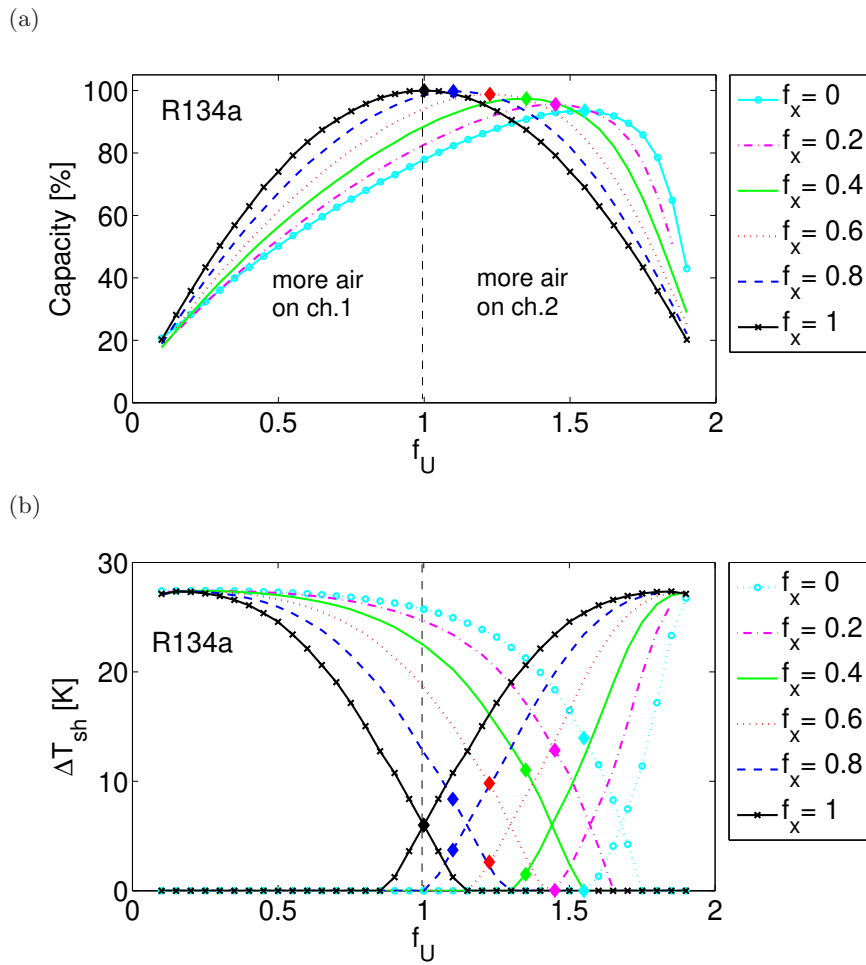 (a)
100
80
60
40
20
0
Capacity [%]
R134a
more air
on ch.1
more air
on ch.2
0
0.5
1
1.5
2
f_U
f_x= 0
f_x= 0.2
f_x= 0.4
f_x= 0.6
f_x= 0.8
f_x= 1
(b)
30
20
10
0
ΔT_sh [K]
R134a
0
0.5
1
1.5
2
f_U
f_x= 0
f_x= 0.2
f_x= 0.4
f_x= 0.6
f_x= 0.8
f_x= 1